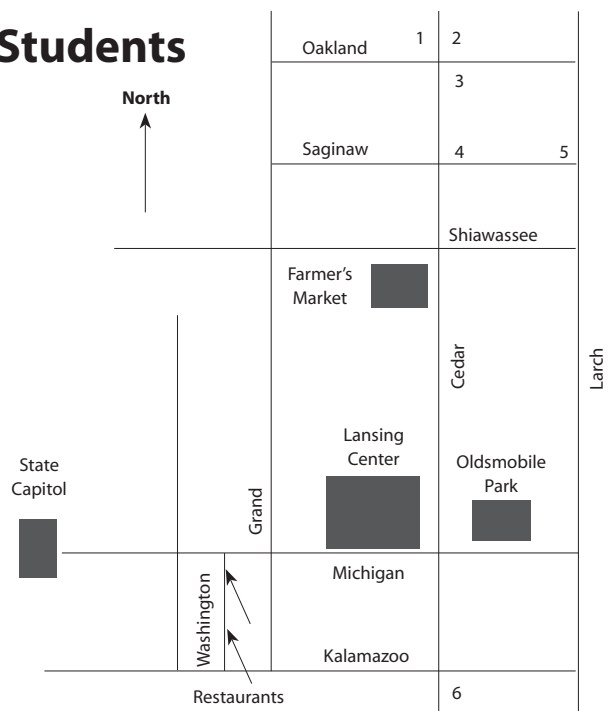 Students
North
Oakland
1
2
3
Saginaw
4
5
Shiawassee
Farmer's
Market
Cedar
Larch
Lansing
Center
Oldsmobile
Park
State
Capitol
Grand
Michigan
Washington
Kalamazoo
Restaurants
6